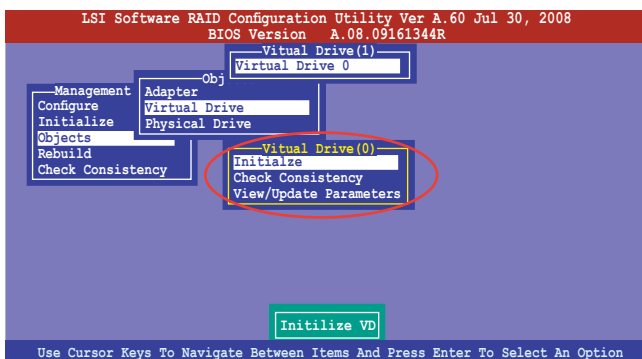 LSI Software RAID Configuration Utility Ver A.60 Jul 30, 2008
BIOS Version A.08.09161344R
Vitual Drive(1)
Virtual Drive 0
Obj
Adapter
Virtual Drive
Physical Drive
Management
Configure
Initialize
Objects
Rebuild
Check Consistency
Vitual Drive(0)
Initialze
Check Consistency
View/Update Parameters
Initilize VD
Use Cursor Keys To Navigate Between Items And Press Enter To Select An Option